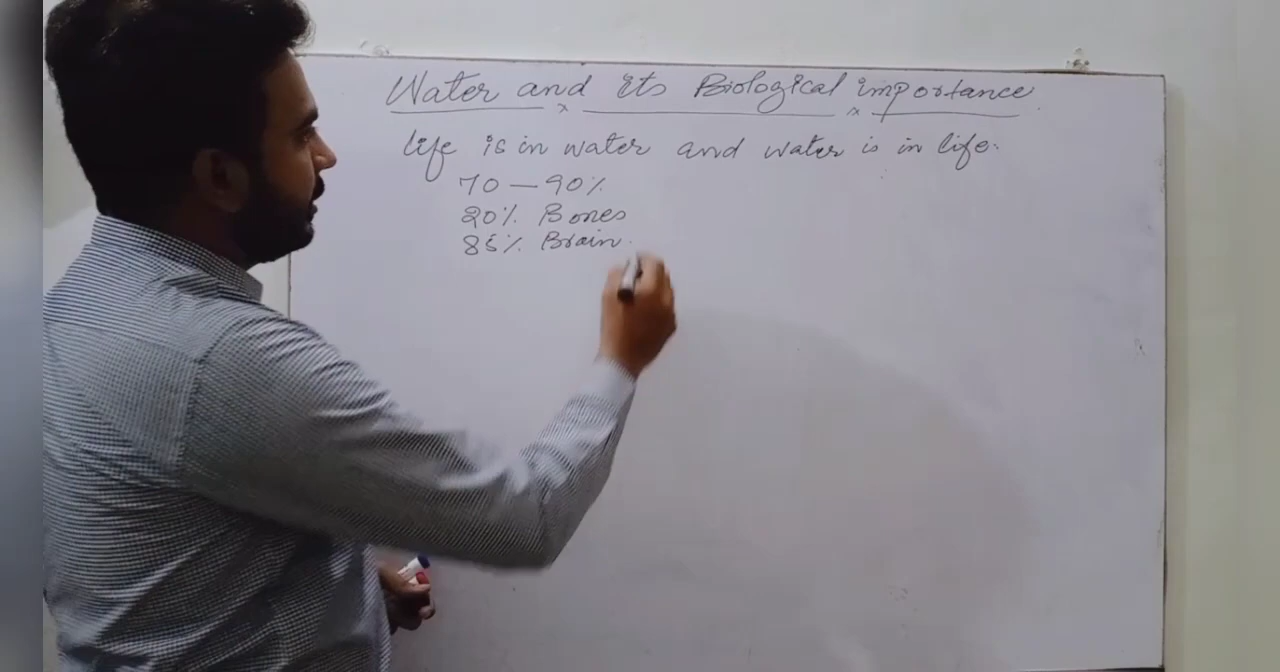 Water and its Biological importance
life is in water and water is in life.
70 – 90%
20% Bones
85% Brain.